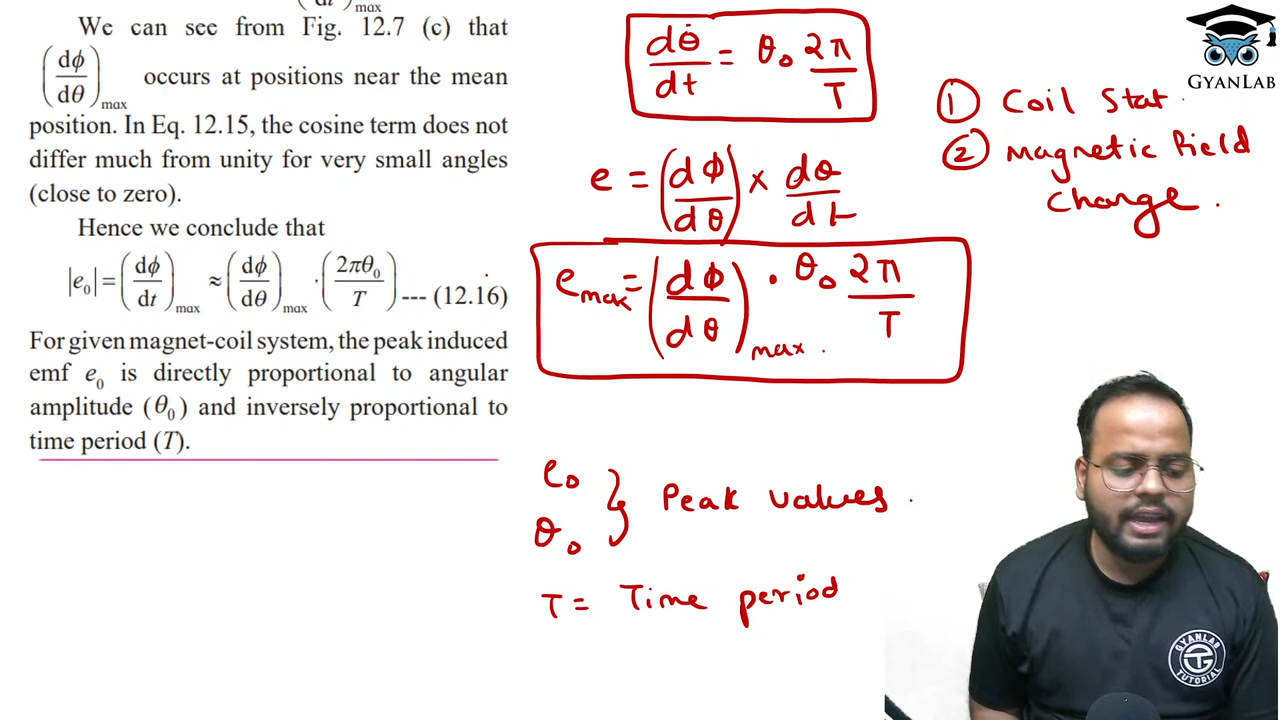 We can see from Fig. 12.7 (c) that
(dϕ/dθ)max occurs at positions near the mean
position. In Eq. 12.15, the cosine term does not
differ much from unity for very small angles
(close to zero).
Hence we conclude that
|e₀| = (dϕ/dt)max ≈ (dϕ/dθ)max · (2πθ₀/T) --- (12.16)
For given magnet-coil system, the peak induced
emf e₀ is directly proportional to angular
amplitude (θ₀) and inversely proportional to
time period (T).
dθ/dt = θ₀ 2π/T
e = (dϕ/dθ) × dθ/dt
emax = (dϕ/dθ)max · θ₀ 2π/T
e₀
θ₀ } Peak values
T = Time period
① Coil Stat.
② Magnetic field
change.
GYANLAB
GYANLAB
TUTORIAL